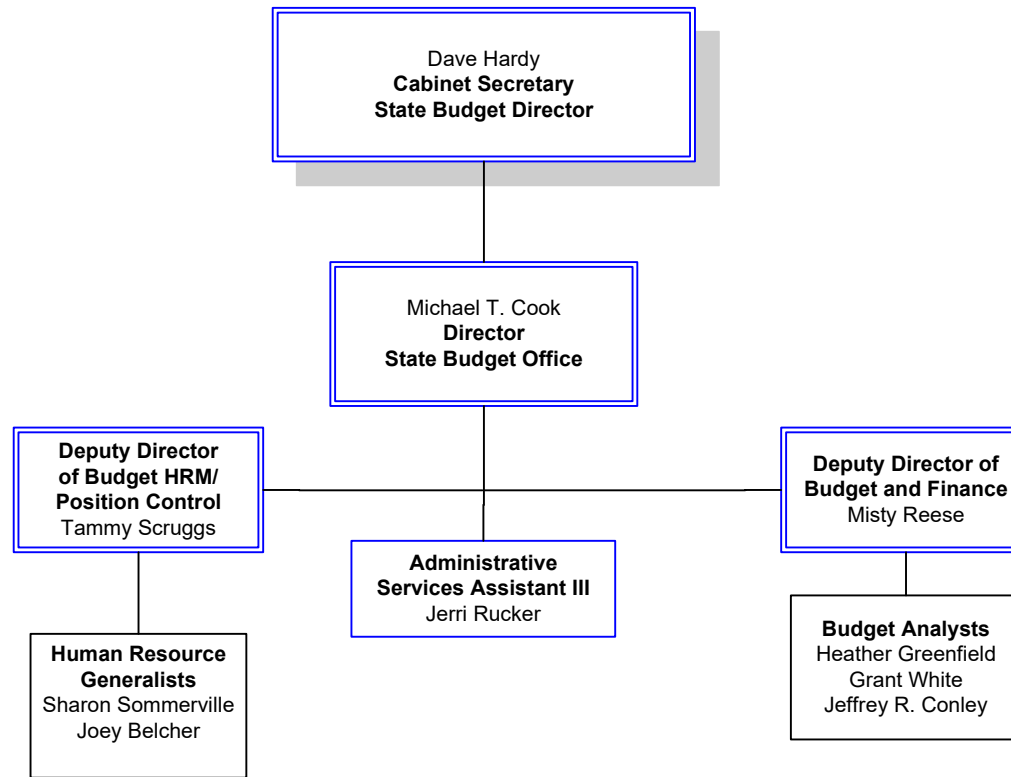 Dave Hardy
Cabinet Secretary
State Budget Director
Michael T. Cook
Director
State Budget Office
Deputy Director
of Budget HRM/
Position Control
Tammy Scruggs
Administrative
Services Assistant III
Jerri Rucker
Deputy Director of
Budget and Finance
Misty Reese
Human Resource
Generalists
Sharon Sommerville
Joey Belcher
Budget Analysts
Heather Greenfield
Grant White
Jeffrey R. Conley